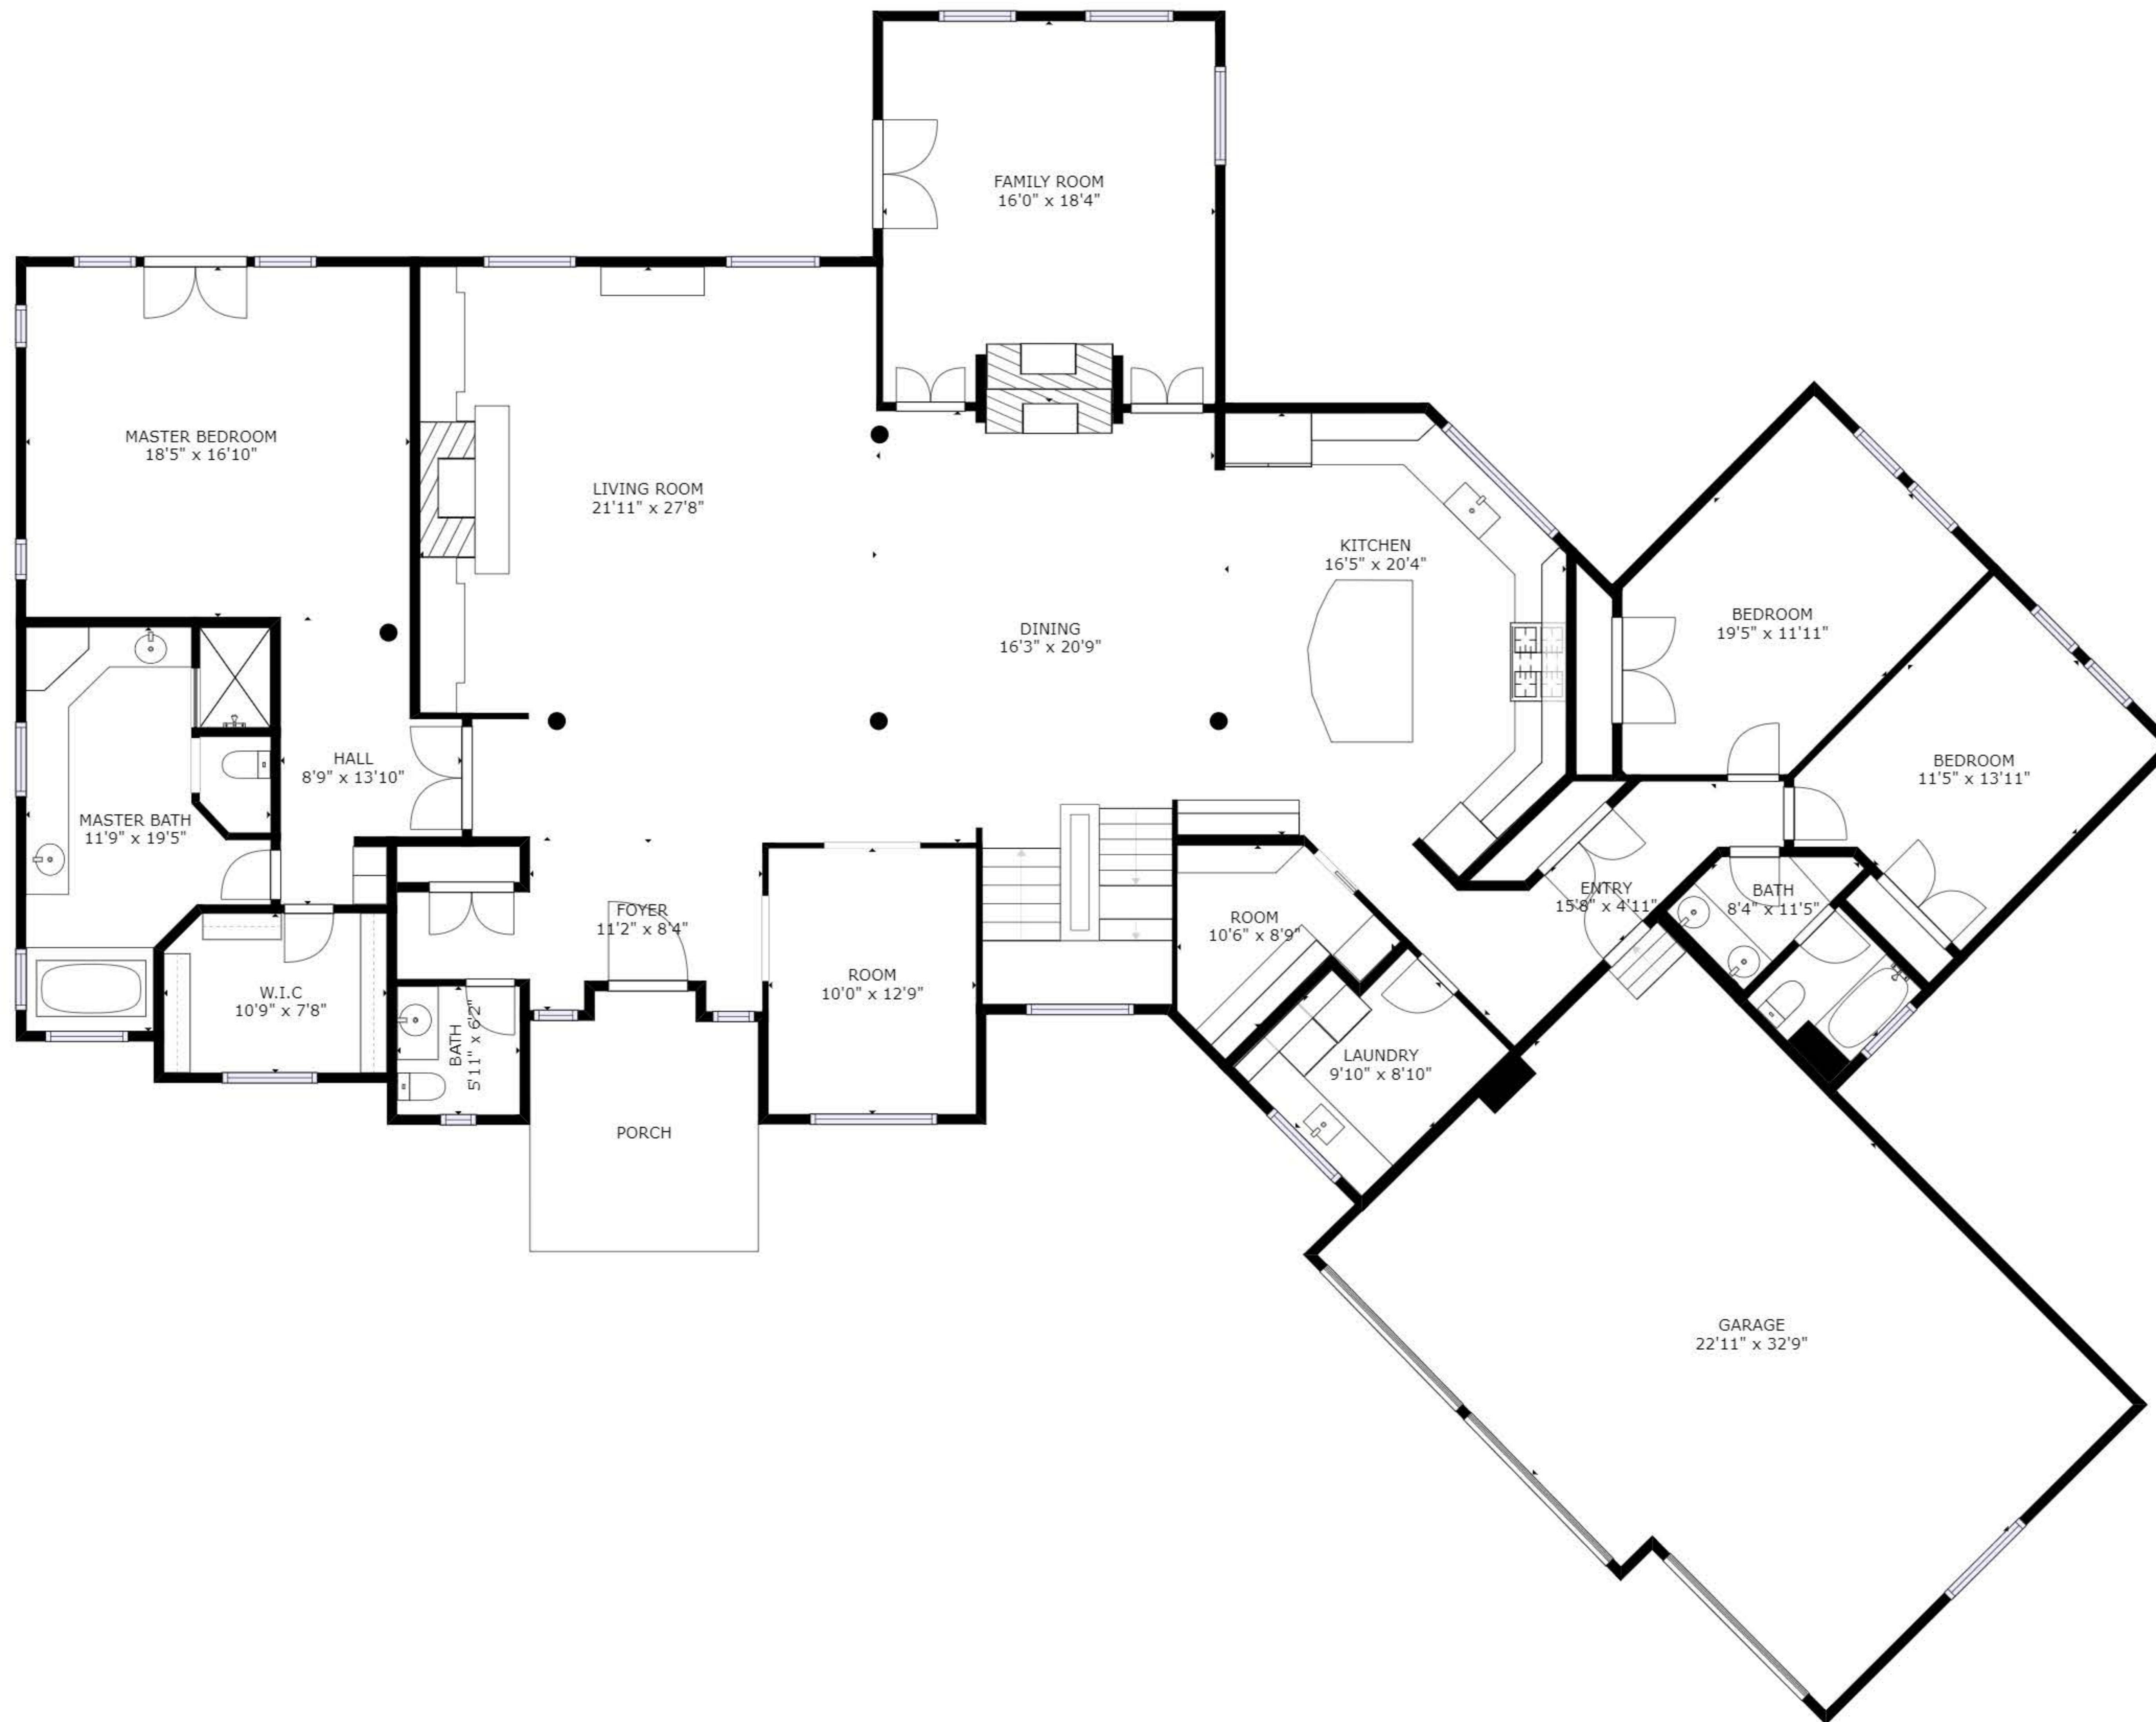 FAMILY ROOM
16'0" x 18'4"
MASTER BEDROOM
18'5" x 16'10"
LIVING ROOM
21'11" x 27'8"
KITCHEN
16'5" x 20'4"
DINING
16'3" x 20'9"
BEDROOM
19'5" x 11'11"
BEDROOM
11'5" x 13'11"
HALL
8'9" x 13'10"
MASTER BATH
11'9" x 19'5"
FOYER
11'2" x 8'4"
ROOM
10'6" x 8'9"
ENTRY
15'8" x 4'11"
BATH
8'4" x 11'5"
W.I.C
10'9" x 7'8"
BATH
5'11" x 6'2"
ROOM
10'0" x 12'9"
LAUNDRY
9'10" x 8'10"
PORCH
GARAGE
22'11" x 32'9"